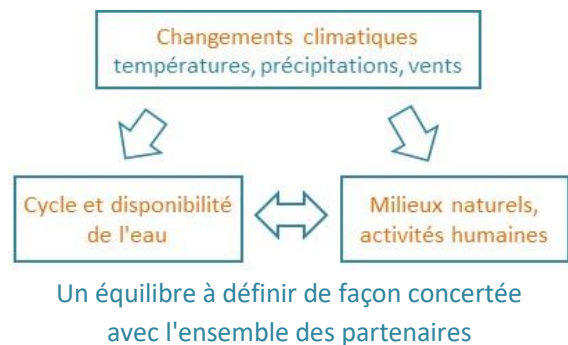 Changements climatiques
températures, précipitations, vents
Cycle et disponibilité
de l'eau
Milieux naturels,
activités humaines
Un équilibre à définir de façon concertée
avec l'ensemble des partenaires